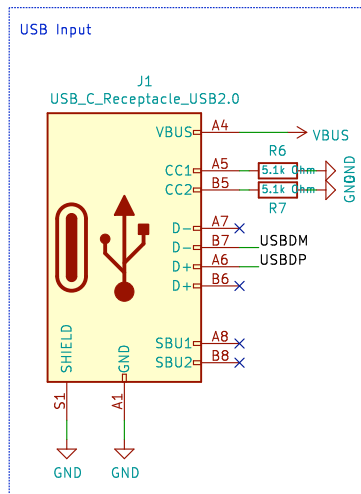 USB Input
J1
USB_C_Receptacle_USB2.0
VBUS A4 VBUS
R6
CC1 A5 5.1k Ohm GND
CC2 B5 5.1k Ohm GND
R7
D- A7
D- B7 USBDM
D+ A6 USBDP
D+ B6
SBU1 A8
SBU2 B8
SHIELD GND
S1 A1
GND GND